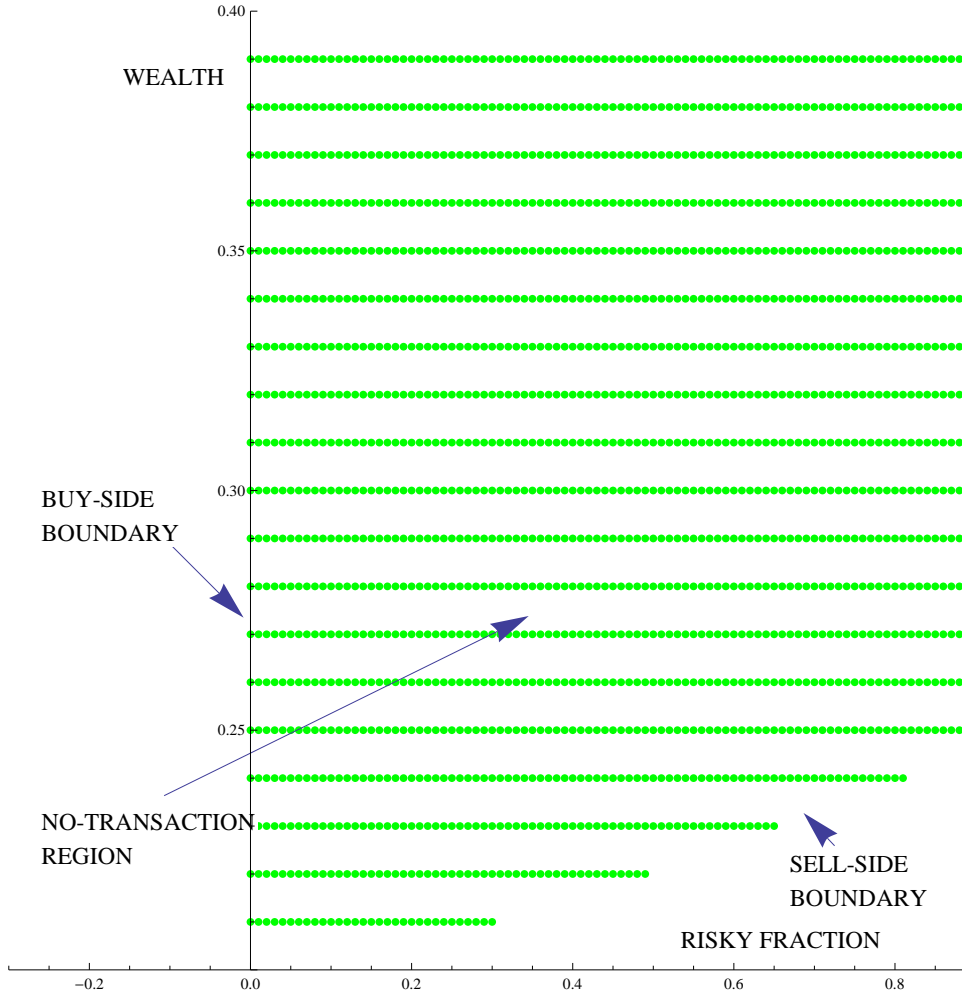 0.40
WEALTH
0.35
0.30
BUY-SIDE
BOUNDARY
0.25
NO-TRANSACTION
REGION
SELL-SIDE
BOUNDARY
RISKY FRACTION
−0.2 0.0 0.2 0.4 0.6 0.8